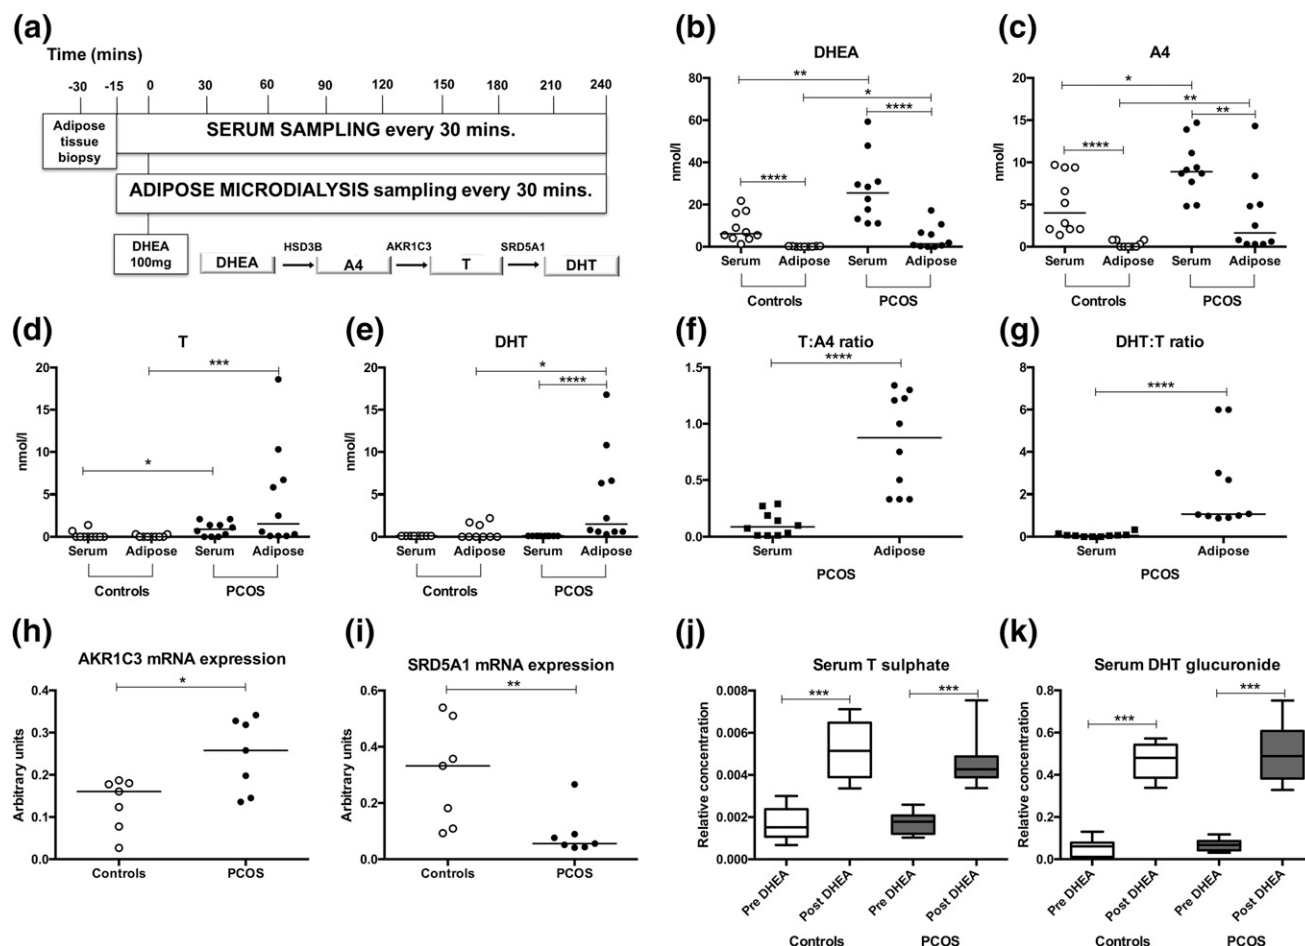 (a)
Time (mins)
-30 -15 0 30 60 90 120 150 180 210 240
Adipose
tissue
biopsy
SERUM SAMPLING every 30 mins.
ADIPOSE MICRODIALYSIS sampling every 30 mins.
DHEA
100mg
HSD3B AKR1C3 SRD5A1
DHEA A4 T DHT
(b)
DHEA
nmol/l
80
60
40
20
0
**
*
****
****
Serum Adipose Serum Adipose
Controls PCOS
(c)
A4
nmol/l
20
15
10
5
0
*
**
**
****
Serum Adipose Serum Adipose
Controls PCOS
(d)
T
nmol/l
20
15
10
5
0
***
*
Serum Adipose Serum Adipose
Controls PCOS
(e)
DHT
nmol/l
20
15
10
5
0
*
****
Serum Adipose Serum Adipose
Controls PCOS
(f)
T:A4 ratio
1.5
1.0
0.5
0.0
****
Serum Adipose
PCOS
(g)
DHT:T ratio
8
6
4
2
0
****
Serum Adipose
PCOS
(h)
AKR1C3 mRNA expression
Arbitrary units
0.4
0.3
0.2
0.1
0.0
*
Controls PCOS
(i)
SRD5A1 mRNA expression
Arbitrary units
0.6
0.4
0.2
0.0
**
Controls PCOS
(j)
Serum T sulphate
Relative concentration
0.008
0.006
0.004
0.002
0.000
*** ***
Pre DHEA Post DHEA Pre DHEA Post DHEA
Controls PCOS
(k)
Serum DHT glucuronide
Relative concentration
0.8
0.6
0.4
0.2
0.0
*** ***
Pre DHEA Post DHEA Pre DHEA Post DHEA
Controls PCOS